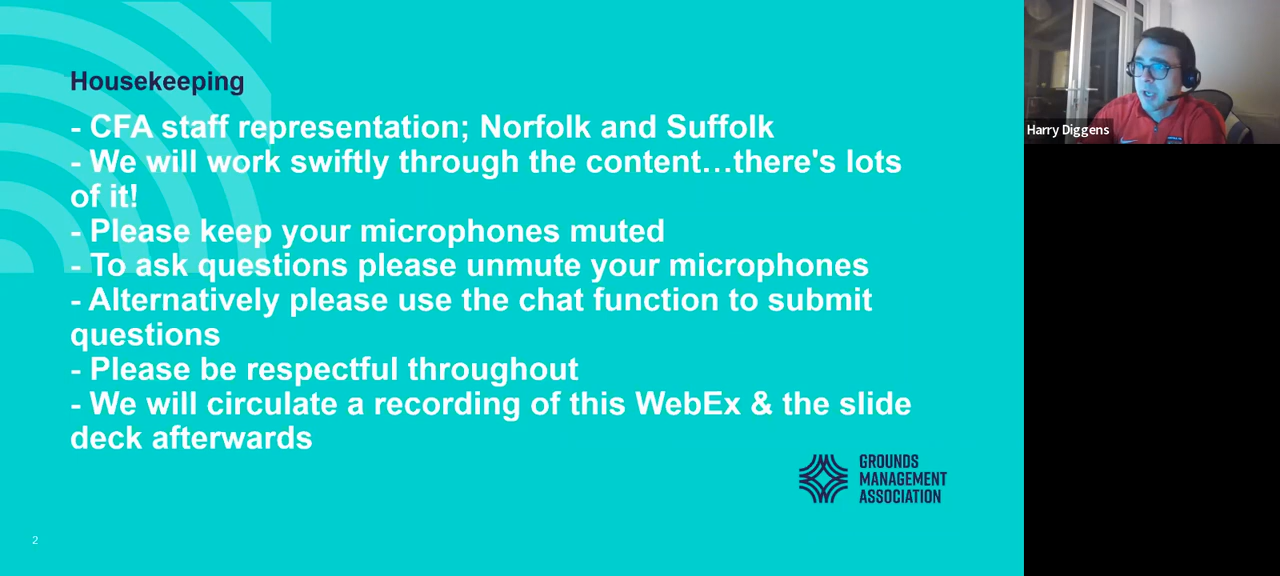 Housekeeping
- CFA staff representation; Norfolk and Suffolk
- We will work swiftly through the content…there's lots
of it!
- Please keep your microphones muted
- To ask questions please unmute your microphones
- Alternatively please use the chat function to submit
questions
- Please be respectful throughout
- We will circulate a recording of this WebEx & the slide
deck afterwards
GROUNDS
MANAGEMENT
ASSOCIATION
2
Harry Diggens